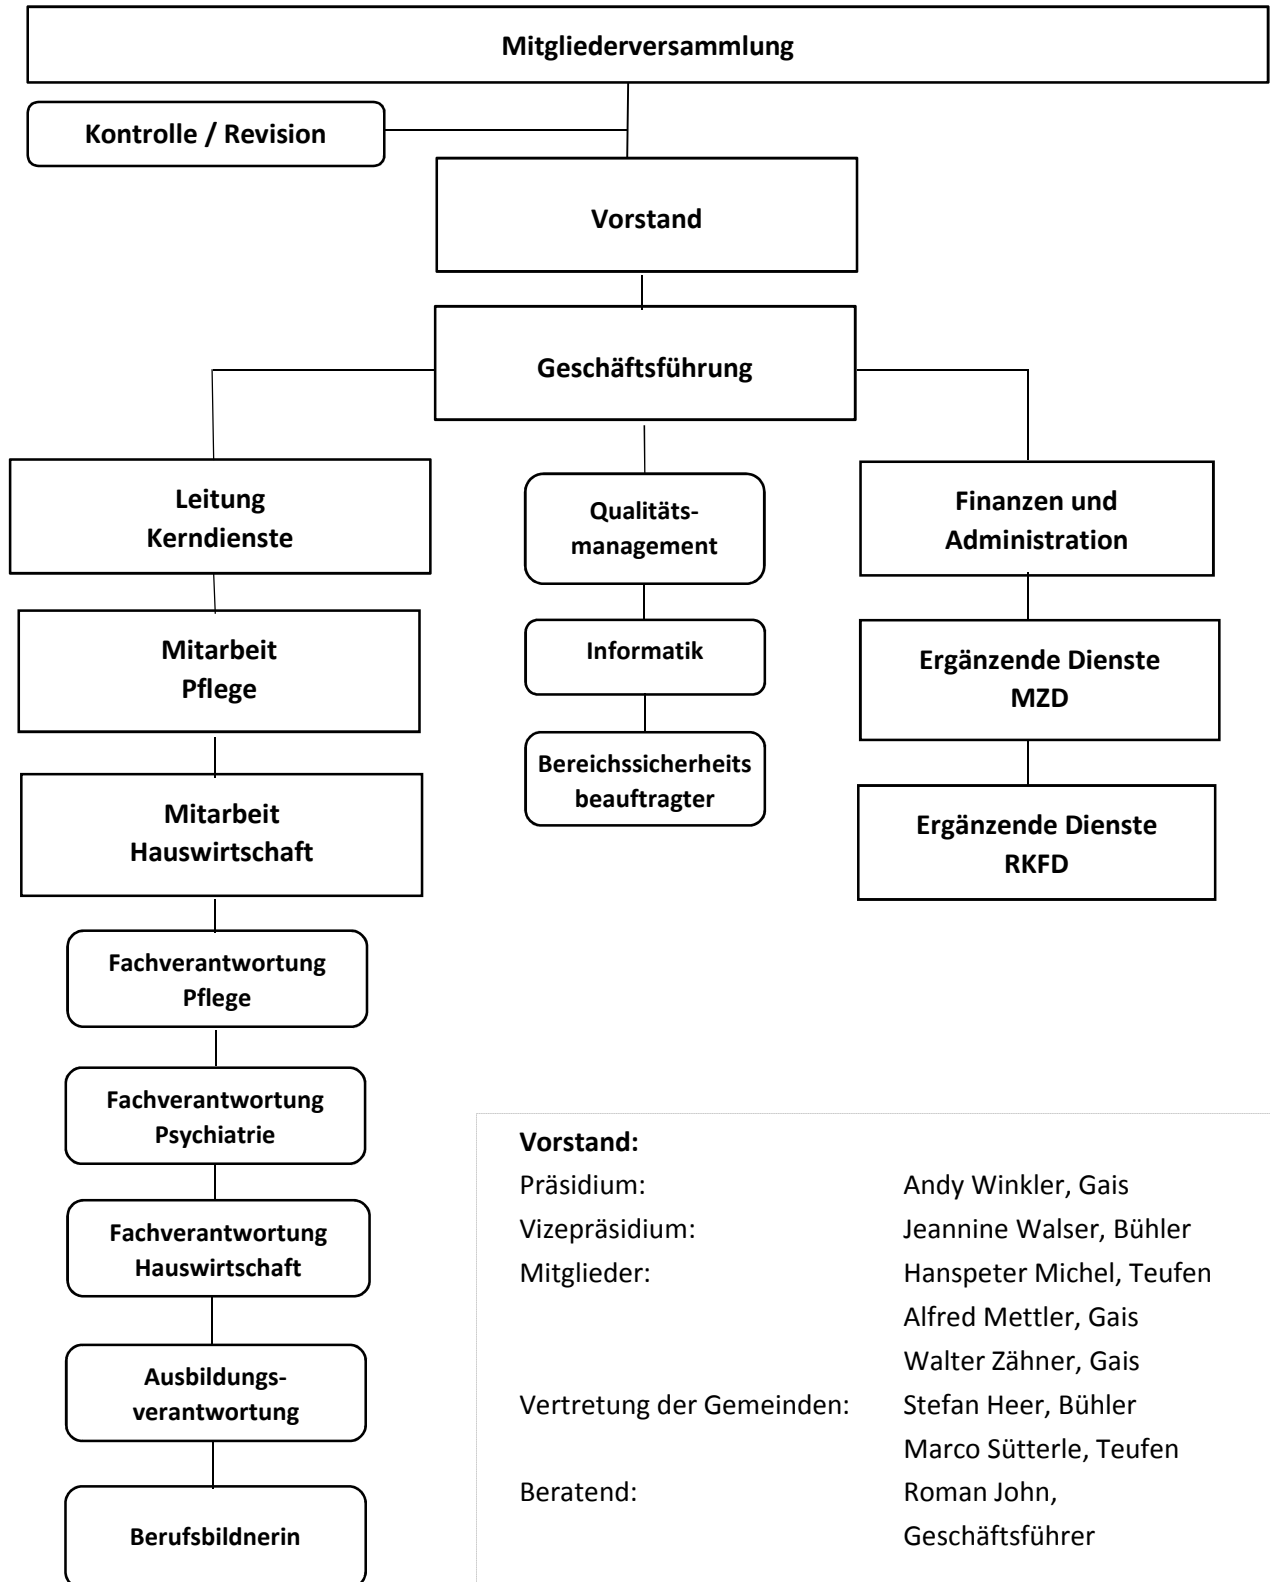 Mitgliederversammlung
Kontrolle / Revision
Vorstand
Geschäftsführung
Leitung
Kerndienste
Mitarbeit
Pflege
Mitarbeit
Hauswirtschaft
Fachverantwortung
Pflege
Fachverantwortung
Psychiatrie
Fachverantwortung
Hauswirtschaft
Ausbildungs-
verantwortung
Berufsbildnerin
Qualitäts-
management
Informatik
Bereichssicherheits
beauftragter
Finanzen und
Administration
Ergänzende Dienste
MZD
Ergänzende Dienste
RKFD
Vorstand:
Präsidium: Andy Winkler, Gais
Vizepräsidium: Jeannine Walser, Bühler
Mitglieder: Hanspeter Michel, Teufen
Alfred Mettler, Gais
Walter Zähner, Gais
Vertretung der Gemeinden: Stefan Heer, Bühler
Marco Sütterle, Teufen
Beratend: Roman John,
Geschäftsführer